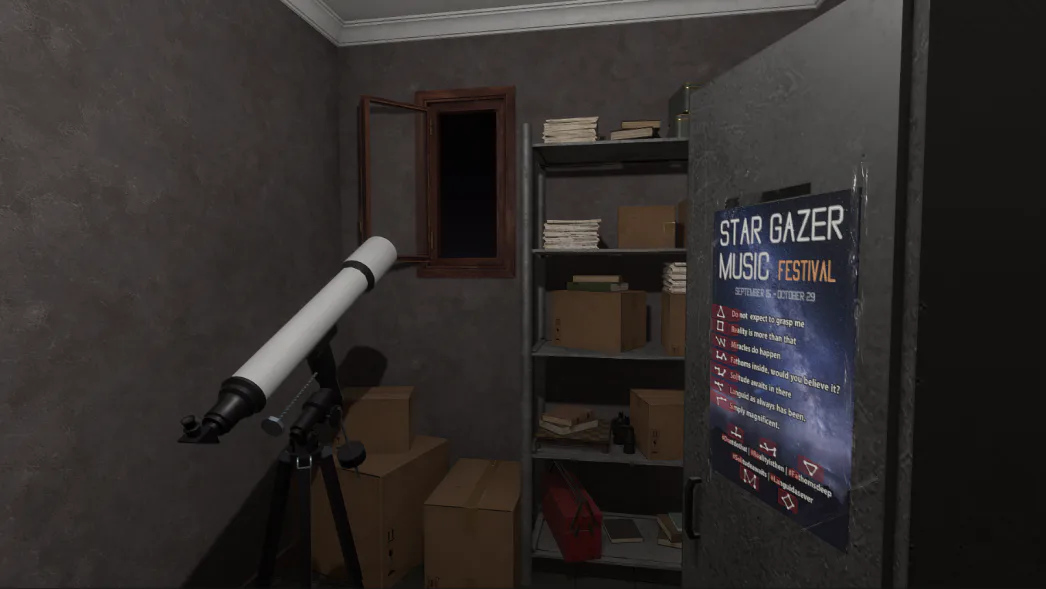 STAR GAZER
MUSIC FESTIVAL
SEPTEMBER 15 - OCTOBER 29
Do not expect to grasp me
Reality is more than that
Miracles do happen
Fathoms inside, would you believe it?
Solitude awaits in there
Languid as always has been.
Simply magnificent.